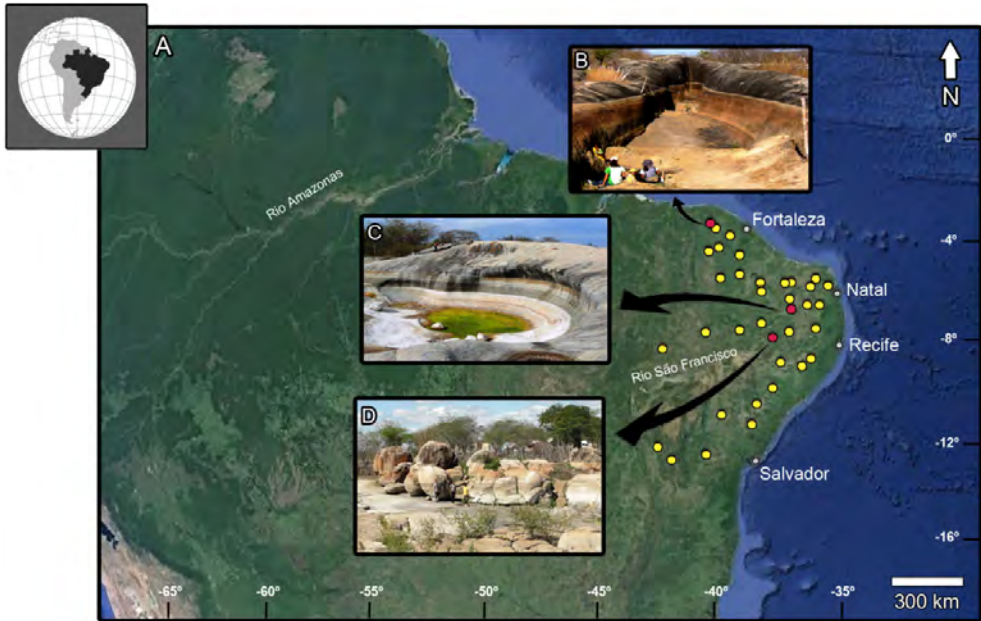 A
B
N
0°
Rio Amazonas
C
Fortaleza
-4°
Natal
Recife
-8°
Rio São Francisco
D
-12°
Salvador
-16°
-65°
-60°
-55°
-50°
-45°
-40°
-35°
300 km